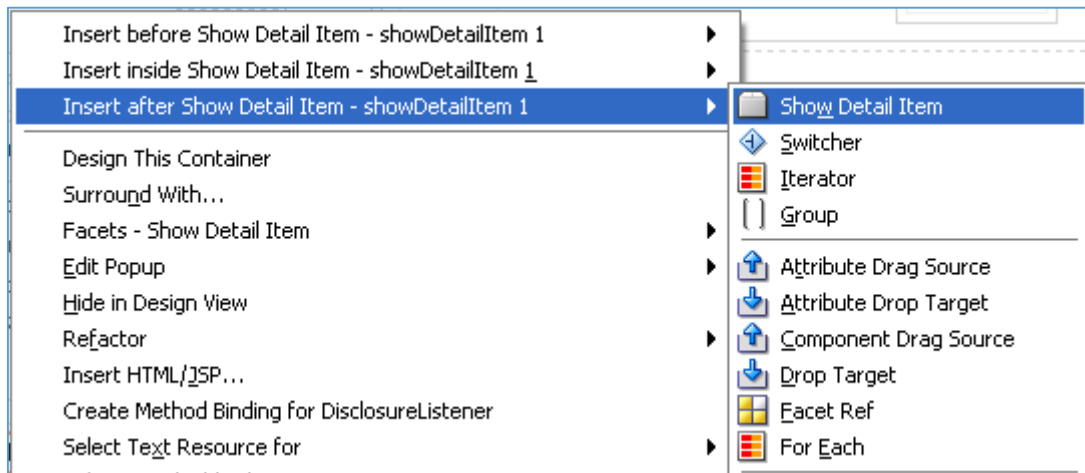 Insert before Show Detail Item - showDetailItem 1
Insert inside Show Detail Item - showDetailItem 1
Insert after Show Detail Item - showDetailItem 1
Design This Container
Surround With...
Facets - Show Detail Item
Edit Popup
Hide in Design View
Refactor
Insert HTML/JSP...
Create Method Binding for DisclosureListener
Select Text Resource for
Show Detail Item
Switcher
Iterator
Group
Attribute Drag Source
Attribute Drop Target
Component Drag Source
Drop Target
Facet Ref
For Each